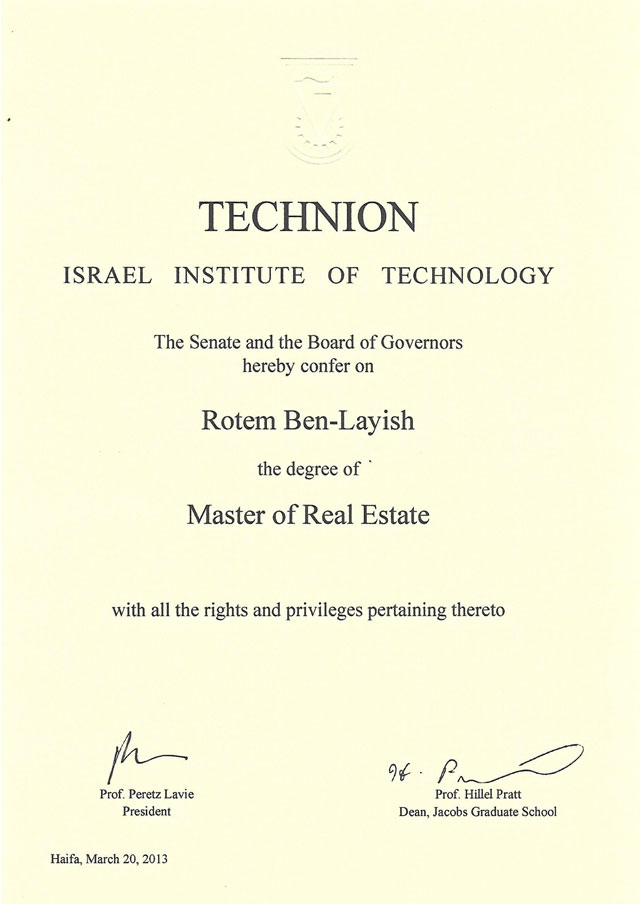 TECHNION
ISRAEL INSTITUTE OF TECHNOLOGY
The Senate and the Board of Governors
hereby confer on
Rotem Ben-Layish
the degree of
Master of Real Estate
with all the rights and privileges pertaining thereto
Prof. Peretz Lavie
President
Prof. Hillel Pratt
Dean, Jacobs Graduate School
Haifa, March 20, 2013